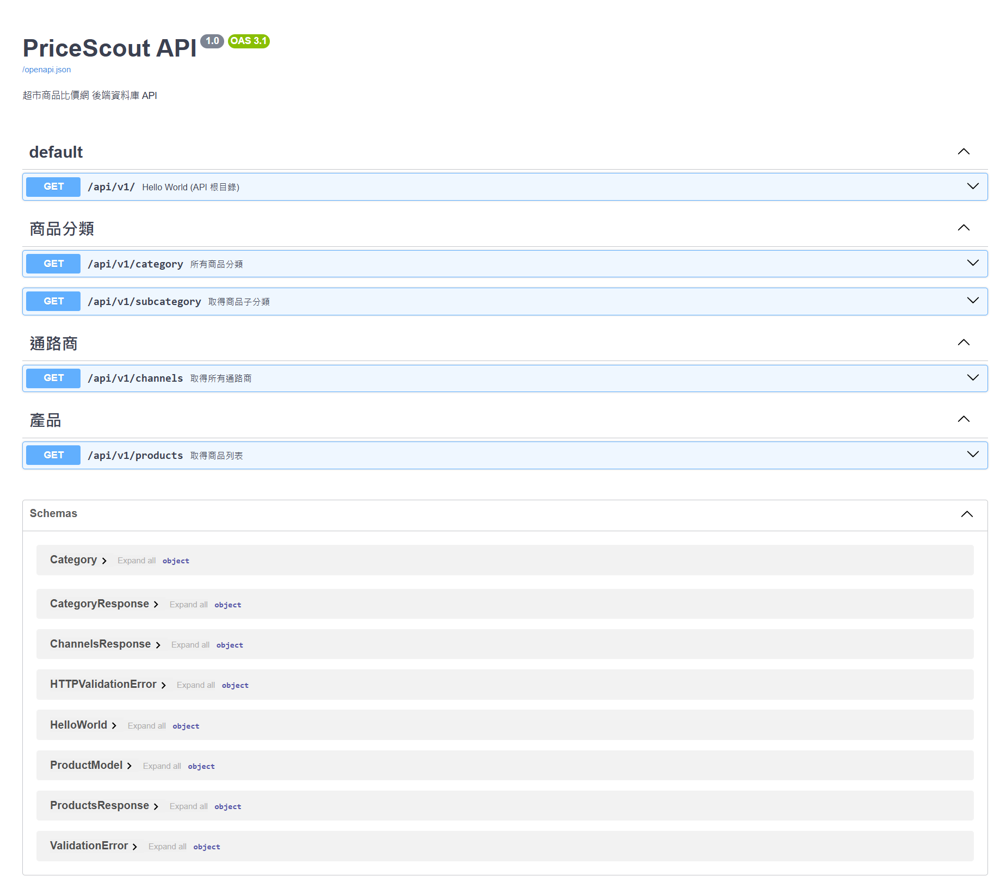 PriceScout API 1.0 OAS 3.1
/openapi.json
超市商品比價網 後端資料庫 API
default
GET /api/v1/ Hello World (API 根目錄)
商品分類
GET /api/v1/category 所有商品分類
GET /api/v1/subcategory 取得商品子分類
通路商
GET /api/v1/channels 取得所有通路商
產品
GET /api/v1/products 取得商品列表
Schemas
Category Expand all object
CategoryResponse Expand all object
ChannelsResponse Expand all object
HTTPValidationError Expand all object
HelloWorld Expand all object
ProductModel Expand all object
ProductsResponse Expand all object
ValidationError Expand all object